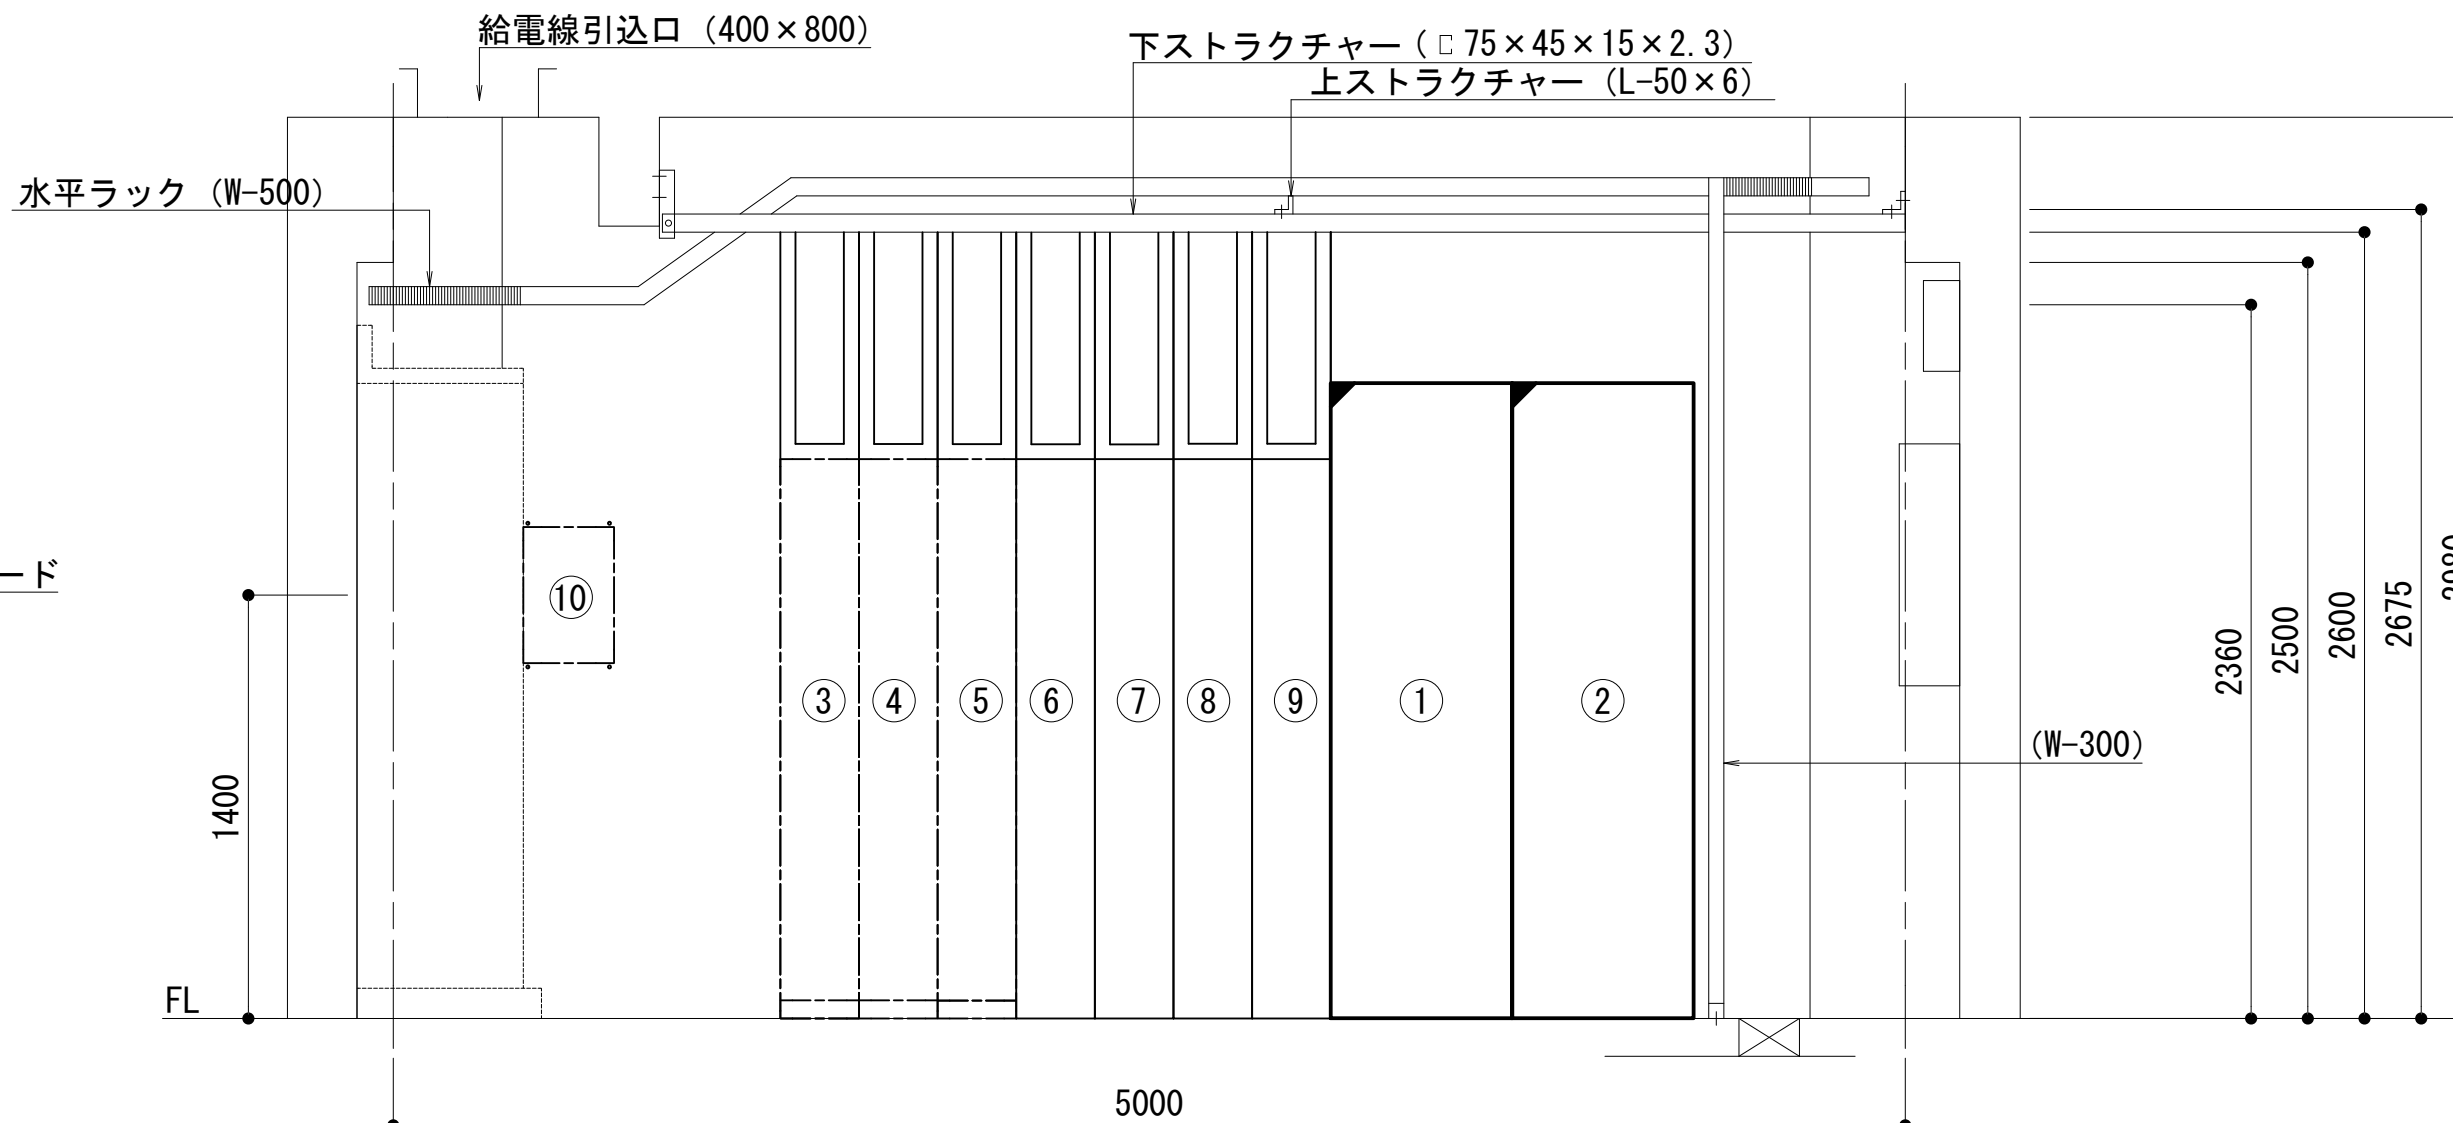 給電線引込口 (400×800)
下ストラクチャー( □ 75×45×15×2.3)
上ストラクチャー (L-50×6)
水平ラック (W-500)
ード
⑩
③
④
⑤
⑥
⑦
⑧
⑨
①
②
(W-300)
1400
2360
2500
2600
2675
FL
5000